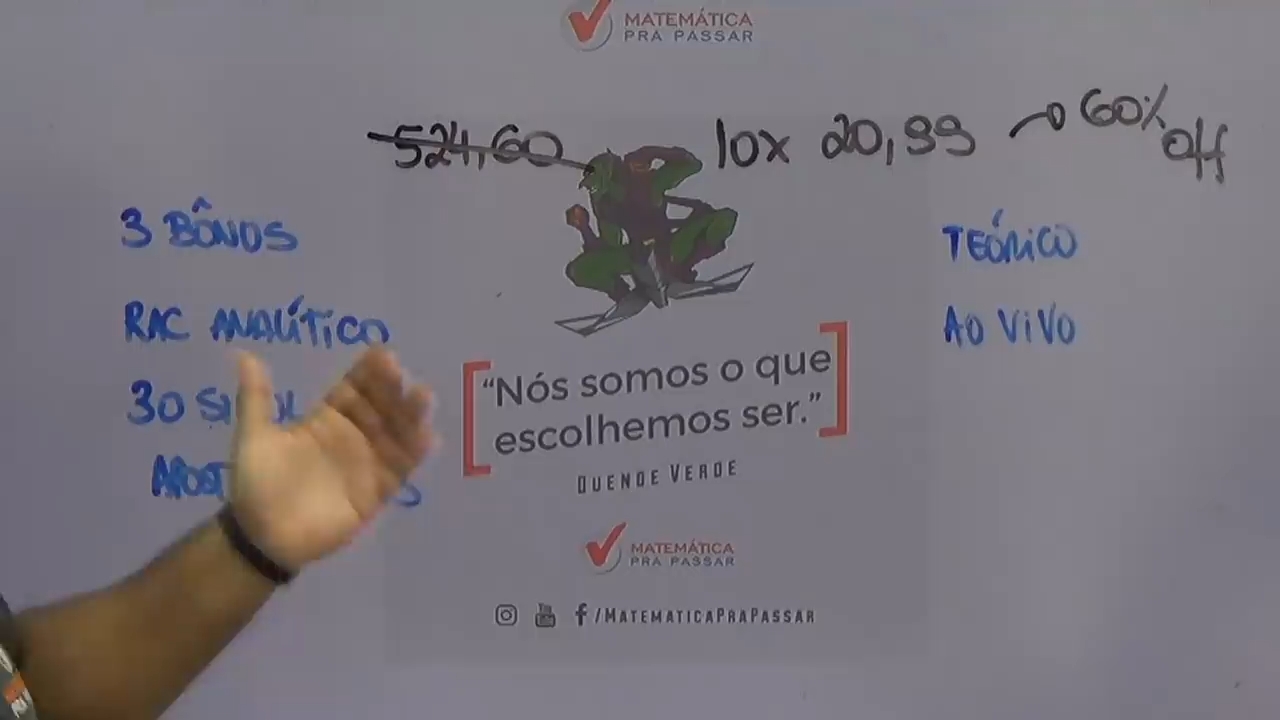 MATEMÁTICA
PRA PASSAR
524,60
10x 20,99
60% off
3 BÔNUS
RAC ANALÍTICO
30
TEÓRICO
AO VIVO
“Nós somos o que
escolhemos ser.”
DUENDE VERDE
MATEMÁTICA
PRA PASSAR
/MATEMATICAPRAPASSAR